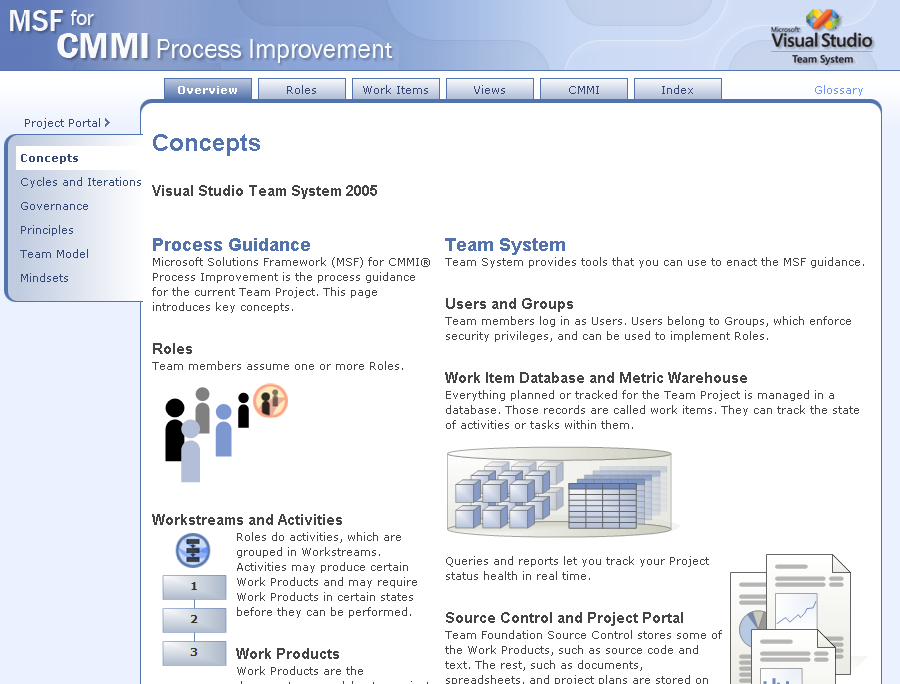 MSF for
CMMI Process Improvement
Microsoft
Visual Studio
Team System
Overview
Roles
Work Items
Views
CMMI
Index
Glossary
Project Portal
Concepts
Cycles and Iterations
Governance
Principles
Team Model
Mindsets
Concepts
Visual Studio Team System 2005
Process Guidance
Microsoft Solutions Framework (MSF) for CMMI®
Process Improvement is the process guidance
for the current Team Project. This page
introduces key concepts.
Roles
Team members assume one or more Roles.
Workstreams and Activities
Roles do activities, which are
grouped in Workstreams.
Activities may produce certain
Work Products and may require
Work Products in certain states
before they can be performed.
1
2
3
Work Products
Work Products are the
Team System
Team System provides tools that you can use to enact the MSF guidance.
Users and Groups
Team members log in as Users. Users belong to Groups, which enforce
security privileges, and can be used to implement Roles.
Work Item Database and Metric Warehouse
Everything planned or tracked for the Team Project is managed in a
database. Those records are called work items. They can track the state
of activities or tasks within them.
Queries and reports let you track your Project
status health in real time.
Source Control and Project Portal
Team Foundation Source Control stores some of
the Work Products, such as source code and
text. The rest, such as documents,
spreadsheets, and project plans are stored on